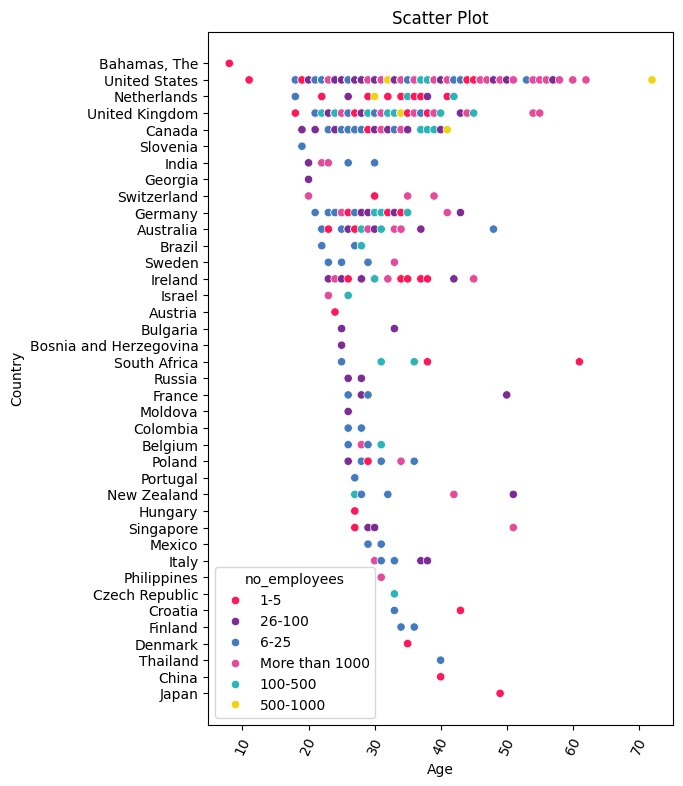 Scatter Plot
Bahamas, The
United States
Netherlands
United Kingdom
Canada
Slovenia
India
Georgia
Switzerland
Germany
Australia
Brazil
Sweden
Ireland
Israel
Austria
Bulgaria
Bosnia and Herzegovina
South Africa
Russia
France
Moldova
Colombia
Belgium
Poland
Portugal
New Zealand
Hungary
Singapore
Mexico
Italy
Philippines
Czech Republic
Croatia
Finland
Denmark
Thailand
China
Japan
Country
no_employees
1-5
26-100
6-25
More than 1000
100-500
500-1000
10 20 30 40 50 60 70
Age